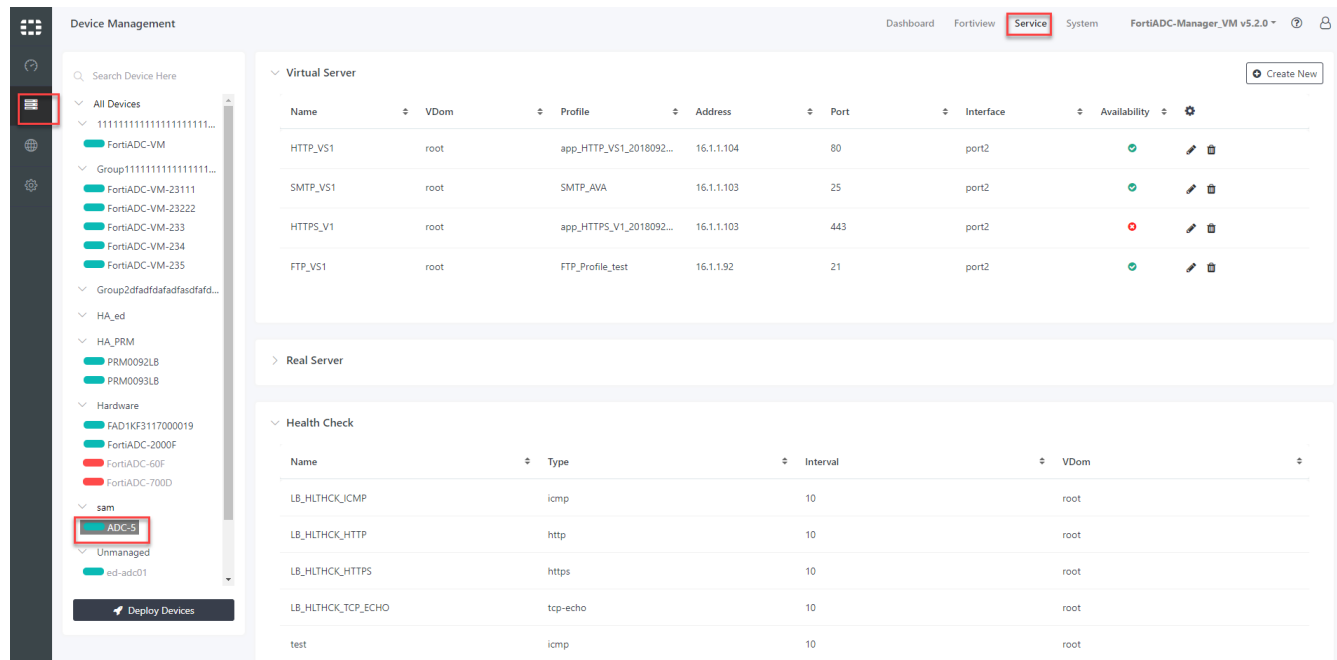 Device Management
Dashboard Fortiview Service System FortiADC-Manager_VM v5.2.0
Search Device Here
All Devices
111111111111111111111...
FortiADC-VM
Group1111111111111111...
FortiADC-VM-23111
FortiADC-VM-23222
FortiADC-VM-233
FortiADC-VM-234
FortiADC-VM-235
Group2dfadfdafadfasdfafd...
HA_ed
HA_PRM
PRM0092LB
PRM0093LB
Hardware
FAD1KF3117000019
FortiADC-2000F
FortiADC-60F
FortiADC-700D
sam
ADC-5
Unmanaged
ed-adc01
Deploy Devices
Virtual Server
Create New
Name VDom Profile Address Port Interface Availability
HTTP_VS1 root app_HTTP_VS1_2018092... 16.1.1.104 80 port2
SMTP_VS1 root SMTP_AVA 16.1.1.103 25 port2
HTTPS_V1 root app_HTTPS_V1_2018092... 16.1.1.103 443 port2
FTP_VS1 root FTP_Profile_test 16.1.1.92 21 port2
Real Server
Health Check
Name Type Interval VDom
LB_HLTHCK_ICMP icmp 10 root
LB_HLTHCK_HTTP http 10 root
LB_HLTHCK_HTTPS https 10 root
LB_HLTHCK_TCP_ECHO tcp-echo 10 root
test icmp 10 root